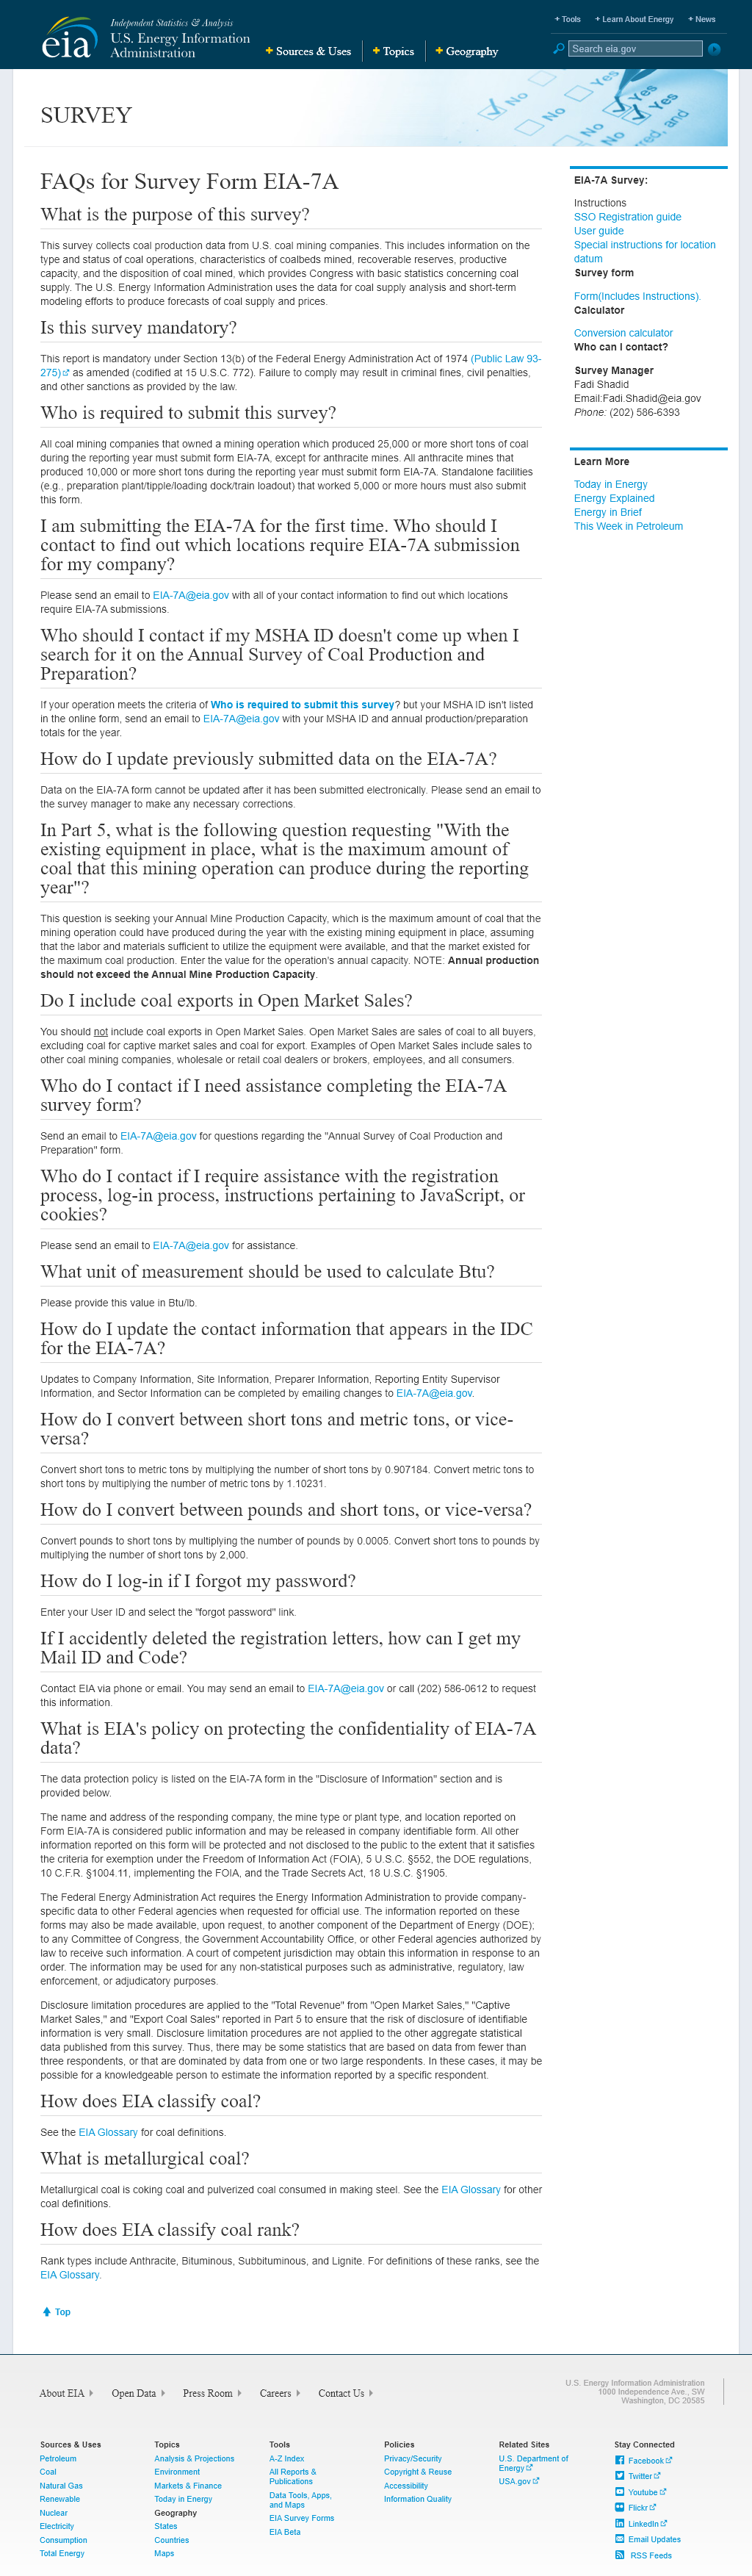 Independent Statistics & Analysis
U.S. Energy Information
Administration
eia
+ Sources & Uses
+ Topics
+ Geography
+ Tools
+ Learn About Energy
+ News
Search eia.gov
SURVEY
No
Yes
No
Yes
FAQs for Survey Form EIA-7A
What is the purpose of this survey?
This survey collects coal production data from U.S. coal mining companies. This includes information on the
type and status of coal operations, characteristics of coalbeds mined, recoverable reserves, productive
capacity, and the disposition of coal mined, which provides Congress with basic statistics concerning coal
supply. The U.S. Energy Information Administration uses the data for coal supply analysis and short-term
modeling efforts to produce forecasts of coal supply and prices.
Is this survey mandatory?
This report is mandatory under Section 13(b) of the Federal Energy Administration Act of 1974 (Public Law 93-
275) as amended (codified at 15 U.S.C. 772). Failure to comply may result in criminal fines, civil penalties,
and other sanctions as provided by the law.
Who is required to submit this survey?
All coal mining companies that owned a mining operation which produced 25,000 or more short tons of coal
during the reporting year must submit form EIA-7A, except for anthracite mines. All anthracite mines that
produced 10,000 or more short tons during the reporting year must submit form EIA-7A. Standalone facilities
(e.g., preparation plant/tipple/loading dock/train loadout) that worked 5,000 or more hours must also submit
this form.
I am submitting the EIA-7A for the first time. Who should I
contact to find out which locations require EIA-7A submission
for my company?
Please send an email to EIA-7A@eia.gov with all of your contact information to find out which locations
require EIA-7A submissions.
Who should I contact if my MSHA ID doesn't come up when I
search for it on the Annual Survey of Coal Production and
Preparation?
If your operation meets the criteria of Who is required to submit this survey? but your MSHA ID isn't listed
in the online form, send an email to EIA-7A@eia.gov with your MSHA ID and annual production/preparation
totals for the year.
How do I update previously submitted data on the EIA-7A?
Data on the EIA-7A form cannot be updated after it has been submitted electronically. Please send an email to
the survey manager to make any necessary corrections.
In Part 5, what is the following question requesting "With the
existing equipment in place, what is the maximum amount of
coal that this mining operation can produce during the reporting
year"?
This question is seeking your Annual Mine Production Capacity, which is the maximum amount of coal that the
mining operation could have produced during the year with the existing mining equipment in place, assuming
that the labor and materials sufficient to utilize the equipment were available, and that the market existed for
the maximum coal production. Enter the value for the operation's annual capacity. NOTE: Annual production
should not exceed the Annual Mine Production Capacity.
Do I include coal exports in Open Market Sales?
You should not include coal exports in Open Market Sales. Open Market Sales are sales of coal to all buyers,
excluding coal for captive market sales and coal for export. Examples of Open Market Sales include sales to
other coal mining companies, wholesale or retail coal dealers or brokers, employees, and all consumers.
Who do I contact if I need assistance completing the EIA-7A
survey form?
Send an email to EIA-7A@eia.gov for questions regarding the "Annual Survey of Coal Production and
Preparation" form.
Who do I contact if I require assistance with the registration
process, log-in process, instructions pertaining to JavaScript, or
cookies?
Please send an email to EIA-7A@eia.gov for assistance.
What unit of measurement should be used to calculate Btu?
Please provide this value in Btu/lb.
How do I update the contact information that appears in the IDC
for the EIA-7A?
Updates to Company Information, Site Information, Preparer Information, Reporting Entity Supervisor
Information, and Sector Information can be completed by emailing changes to EIA-7A@eia.gov.
How do I convert between short tons and metric tons, or vice-
versa?
Convert short tons to metric tons by multiplying the number of short tons by 0.907184. Convert metric tons to
short tons by multiplying the number of metric tons by 1.10231.
How do I convert between pounds and short tons, or vice-versa?
Convert pounds to short tons by multiplying the number of pounds by 0.0005. Convert short tons to pounds by
multiplying the number of short tons by 2,000.
How do I log-in if I forgot my password?
Enter your User ID and select the "forgot password" link.
If I accidently deleted the registration letters, how can I get my
Mail ID and Code?
Contact EIA via phone or email. You may send an email to EIA-7A@eia.gov or call (202) 586-0612 to request
this information.
What is EIA's policy on protecting the confidentiality of EIA-7A
data?
The data protection policy is listed on the EIA-7A form in the "Disclosure of Information" section and is
provided below.
The name and address of the responding company, the mine type or plant type, and location reported on
Form EIA-7A is considered public information and may be released in company identifiable form. All other
information reported on this form will be protected and not disclosed to the public to the extent that it satisfies
the criteria for exemption under the Freedom of Information Act (FOIA), 5 U.S.C. §552, the DOE regulations,
10 C.F.R. §1004.11, implementing the FOIA, and the Trade Secrets Act, 18 U.S.C. §1905.
The Federal Energy Administration Act requires the Energy Information Administration to provide company-
specific data to other Federal agencies when requested for official use. The information reported on these
forms may also be made available, upon request, to another component of the Department of Energy (DOE);
to any Committee of Congress, the Government Accountability Office, or other Federal agencies authorized by
law to receive such information. A court of competent jurisdiction may obtain this information in response to an
order. The information may be used for any non-statistical purposes such as administrative, regulatory, law
enforcement, or adjudicatory purposes.
Disclosure limitation procedures are applied to the "Total Revenue" from "Open Market Sales," "Captive
Market Sales," and "Export Coal Sales" reported in Part 5 to ensure that the risk of disclosure of identifiable
information is very small. Disclosure limitation procedures are not applied to the other aggregate statistical
data published from this survey. Thus, there may be some statistics that are based on data from fewer than
three respondents, or that are dominated by data from one or two large respondents. In these cases, it may be
possible for a knowledgeable person to estimate the information reported by a specific respondent.
How does EIA classify coal?
See the EIA Glossary for coal definitions.
What is metallurgical coal?
Metallurgical coal is coking coal and pulverized coal consumed in making steel. See the EIA Glossary for other
coal definitions.
How does EIA classify coal rank?
Rank types include Anthracite, Bituminous, Subbituminous, and Lignite. For definitions of these ranks, see the
EIA Glossary.
Top
EIA-7A Survey:
Instructions
SSO Registration guide
User guide
Special instructions for location
datum
Survey form
Form(Includes Instructions).
Calculator
Conversion calculator
Who can I contact?
Survey Manager
Fadi Shadid
Email:Fadi.Shadid@eia.gov
Phone: (202) 586-6393
Learn More
Today in Energy
Energy Explained
Energy in Brief
This Week in Petroleum
About EIA
Open Data
Press Room
Careers
Contact Us
U.S. Energy Information Administration
1000 Independence Ave., SW
Washington, DC 20585
Sources & Uses
Petroleum
Coal
Natural Gas
Renewable
Nuclear
Electricity
Consumption
Total Energy
Topics
Analysis & Projections
Environment
Markets & Finance
Today in Energy
Geography
States
Countries
Maps
Tools
A-Z Index
All Reports &
Publications
Data Tools, Apps,
and Maps
EIA Survey Forms
EIA Beta
Policies
Privacy/Security
Copyright & Reuse
Accessibility
Information Quality
Related Sites
U.S. Department of
Energy
USA.gov
Stay Connected
Facebook
Twitter
Youtube
Flickr
LinkedIn
Email Updates
RSS Feeds